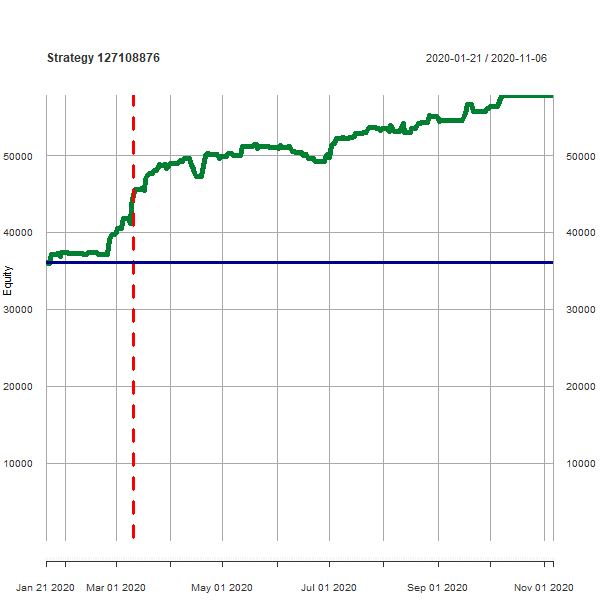 Strategy 127108876
2020-01-21 / 2020-11-06
50000
50000
40000
40000
Equity
30000
30000
20000
20000
10000
10000
Jan 21 2020
Mar 01 2020
May 01 2020
Jul 01 2020
Sep 01 2020
Nov 01 2020